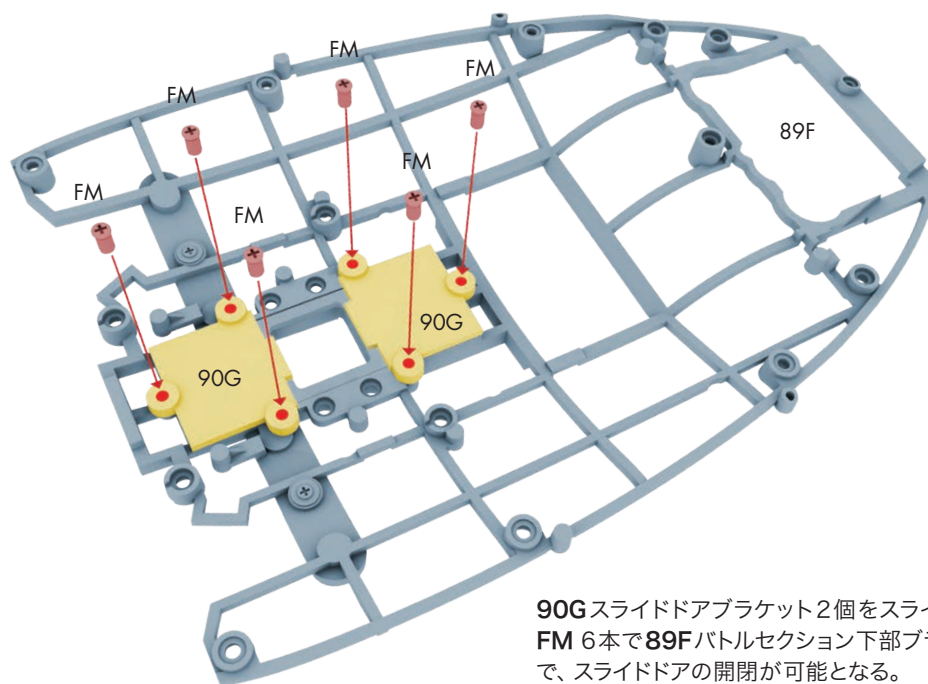 FM
FM
FM
89F
FM
FM
FM
90G
90G
90Gスライドドアブラケット2個をスライ
FM 6本で89Fバトルセクション下部ブラ
で、スライドドアの開閉が可能となる。